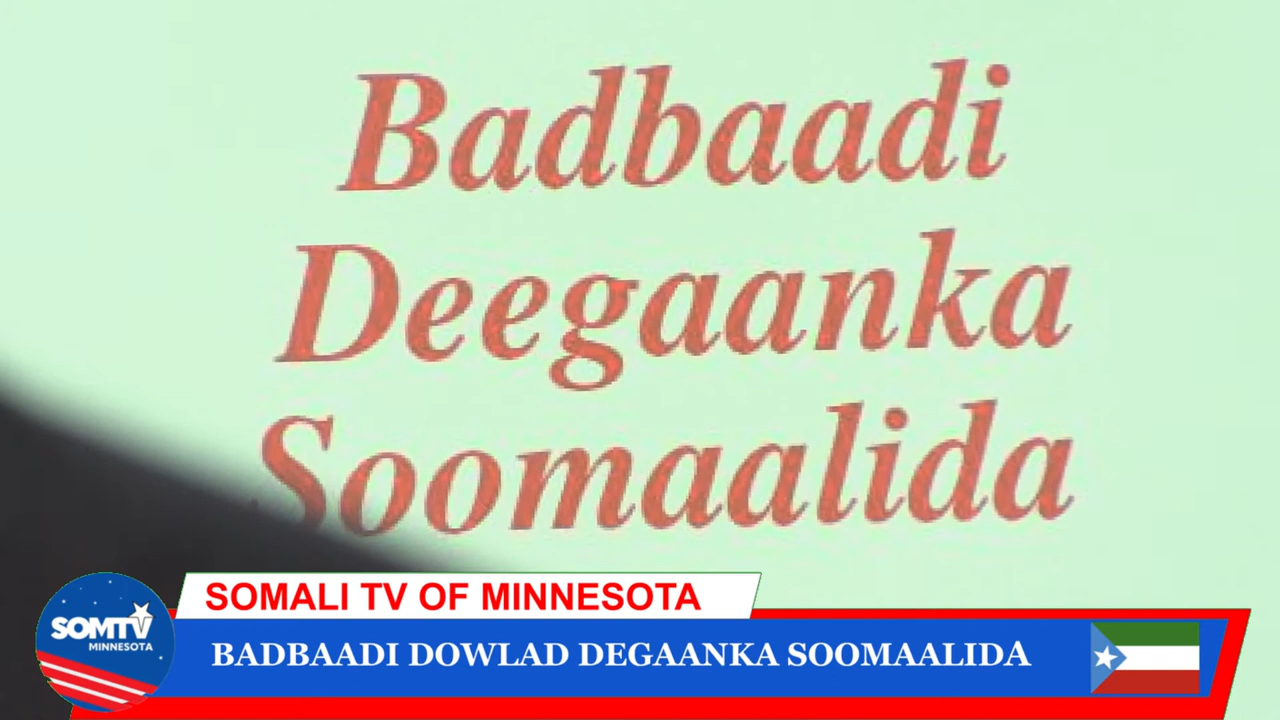 Badbaadi
Deegaanka
Soomaalida
SOMALI TV OF MINNESOTA
SOMTV
MINNESOTA
BADBAADI DOWLAD DEGAANKA SOOMAALIDA